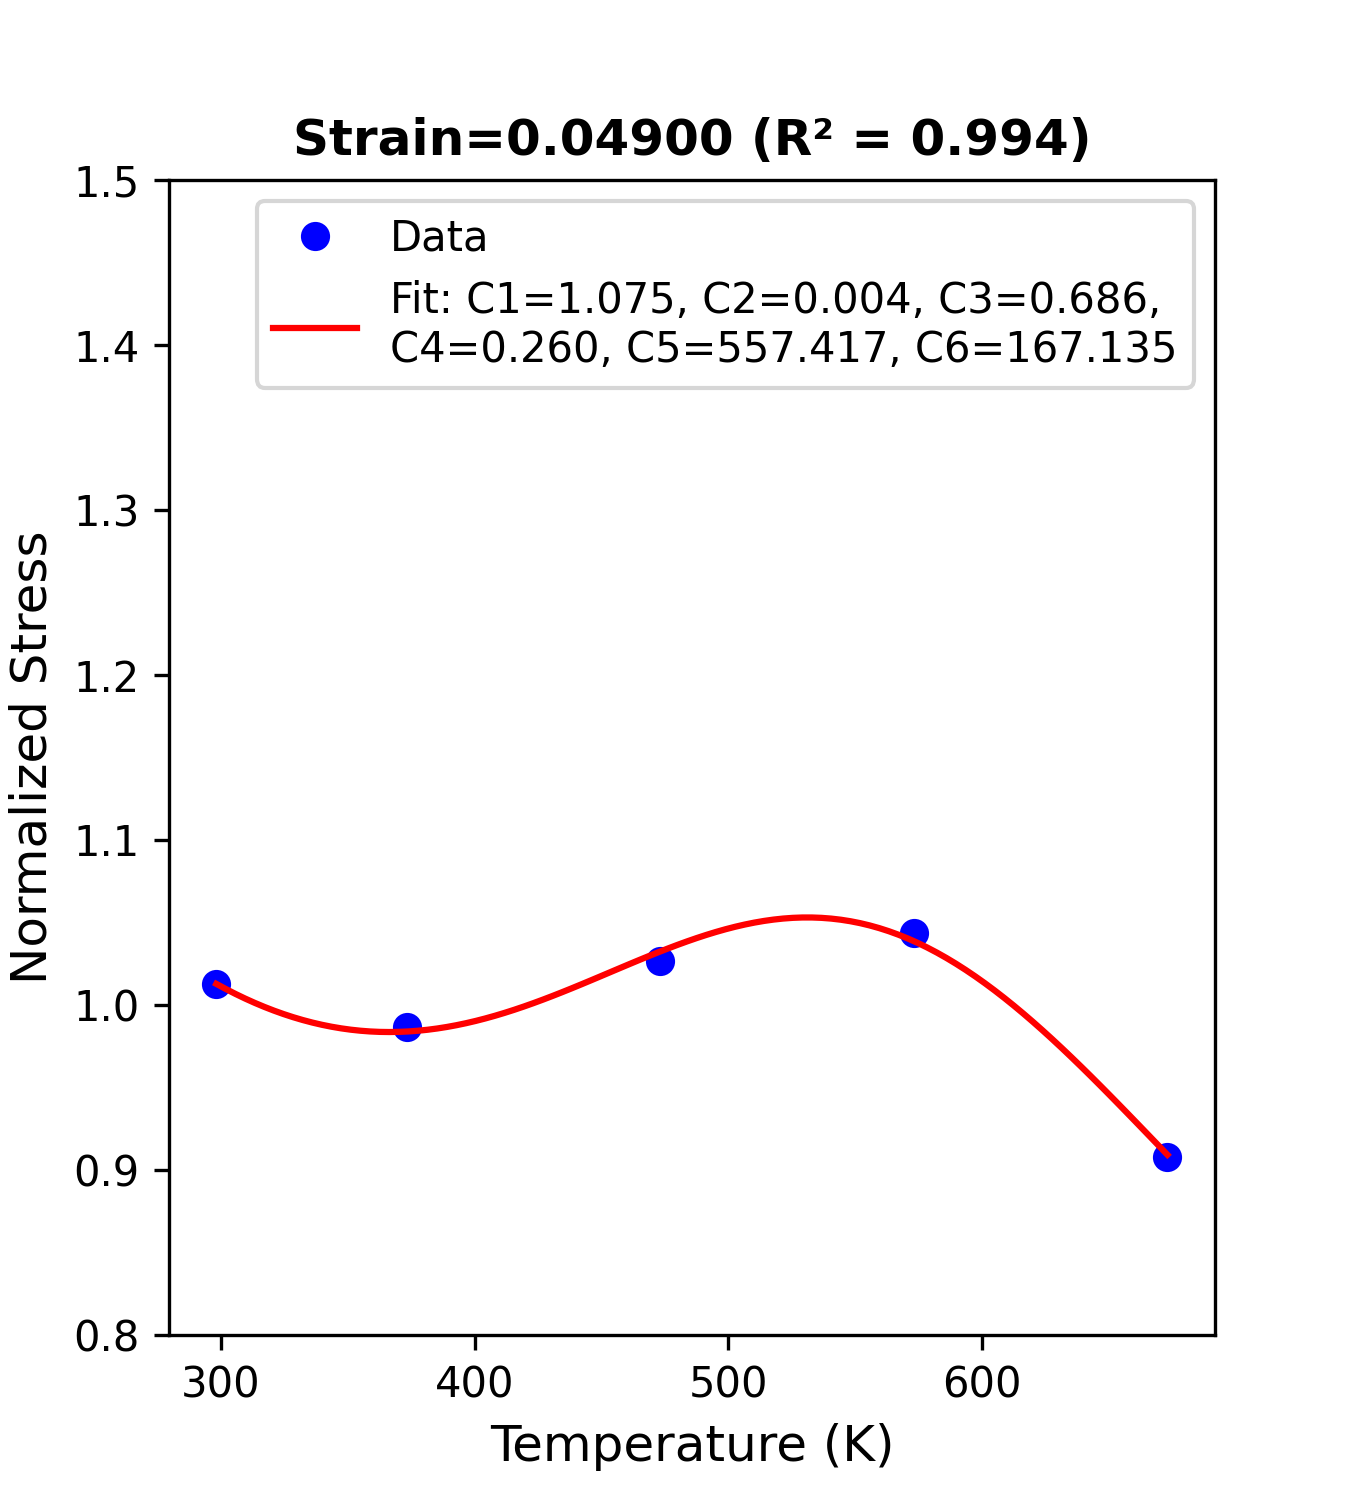 Strain=0.04900 (R² = 0.994)
Data
Fit: C1=1.075, C2=0.004, C3=0.686,
C4=0.260, C5=557.417, C6=167.135
Normalized Stress
1.5
1.4
1.3
1.2
1.1
1.0
0.9
0.8
300 400 500 600
Temperature (K)